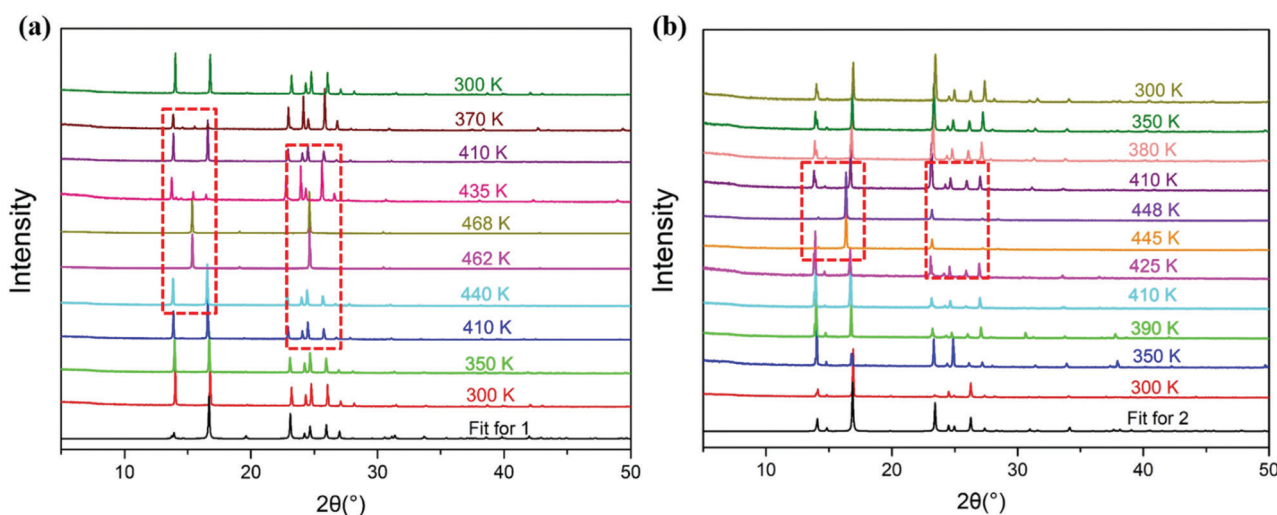 (a)
Intensity
300 K
370 K
410 K
435 K
468 K
462 K
440 K
410 K
350 K
300 K
Fit for 1
10 20 30 40 50
2θ(°)
(b)
Intensity
300 K
350 K
380 K
410 K
448 K
445 K
425 K
410 K
390 K
350 K
300 K
Fit for 2
10 20 30 40 50
2θ(°)